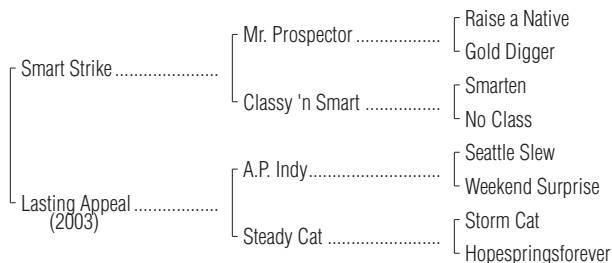 Raise a Native
Mr. Prospector ..................
Gold Digger
Smart Strike ......................
Smarten
Classy 'n Smart ................
No Class
Seattle Slew
A.P. Indy............................
Weekend Surprise
Lasting Appeal ..................
(2003)
Storm Cat
Steady Cat ........................
Hopespringsforever